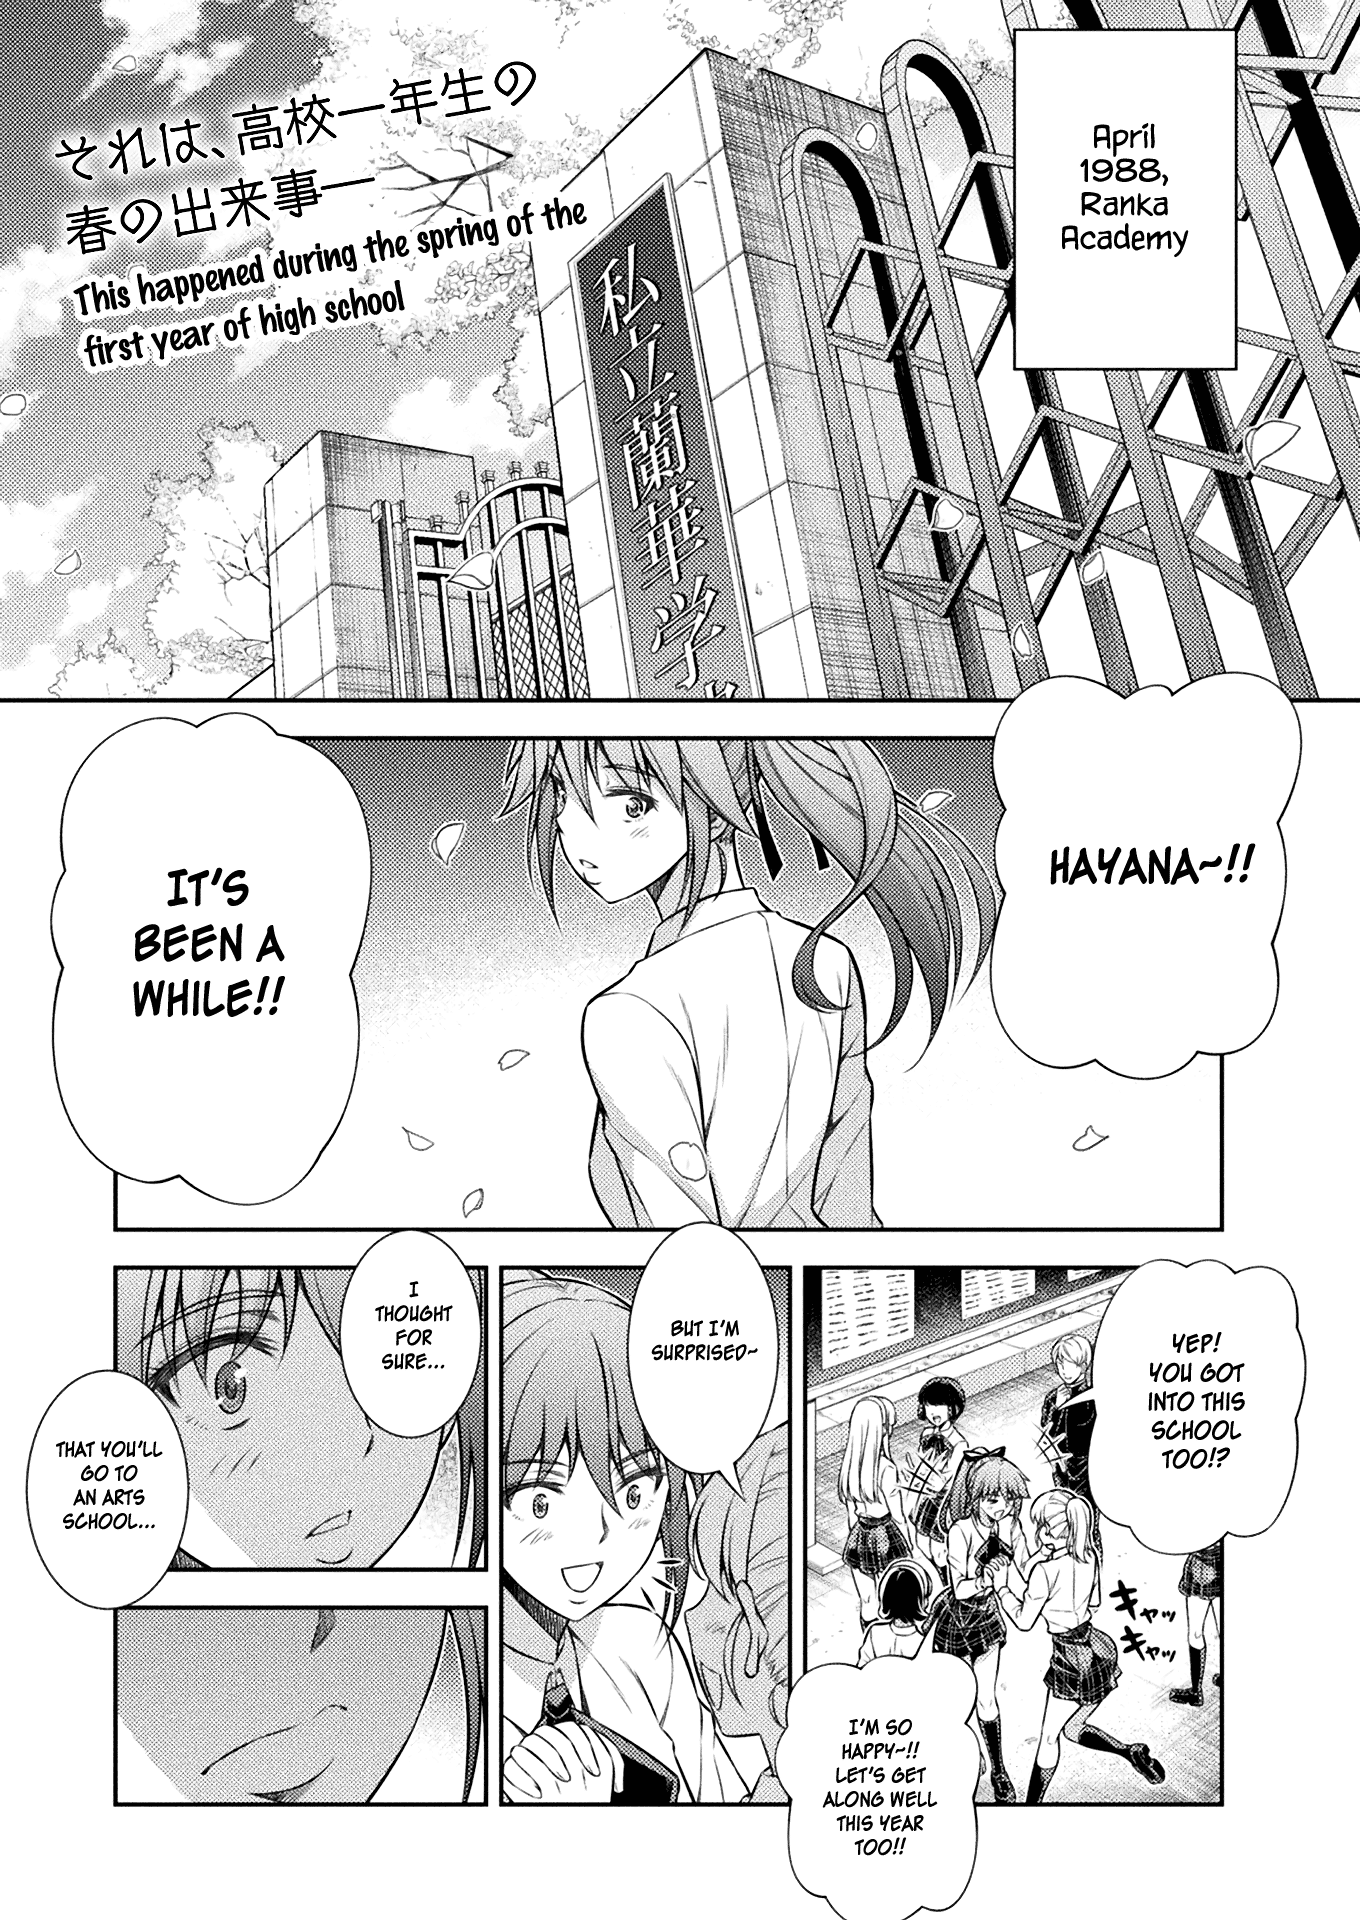 April
1988,
Ranka
Academy
それは、高校一年生の
春の出来事―
This happened during the spring of the
first year of high school
私立蘭華学
HAYANA~!!
IT'S
BEEN A
WHILE!!
YEP!
YOU GOT
INTO THIS
SCHOOL
TOO!?
キャッ
キャッ
I'M SO
HAPPY~!!
LET'S GET
ALONG WELL
THIS YEAR
TOO!!
BUT I'M
SURPRISED~
I
THOUGHT
FOR
SURE...
THAT YOU'LL
GO TO
AN ARTS
SCHOOL...